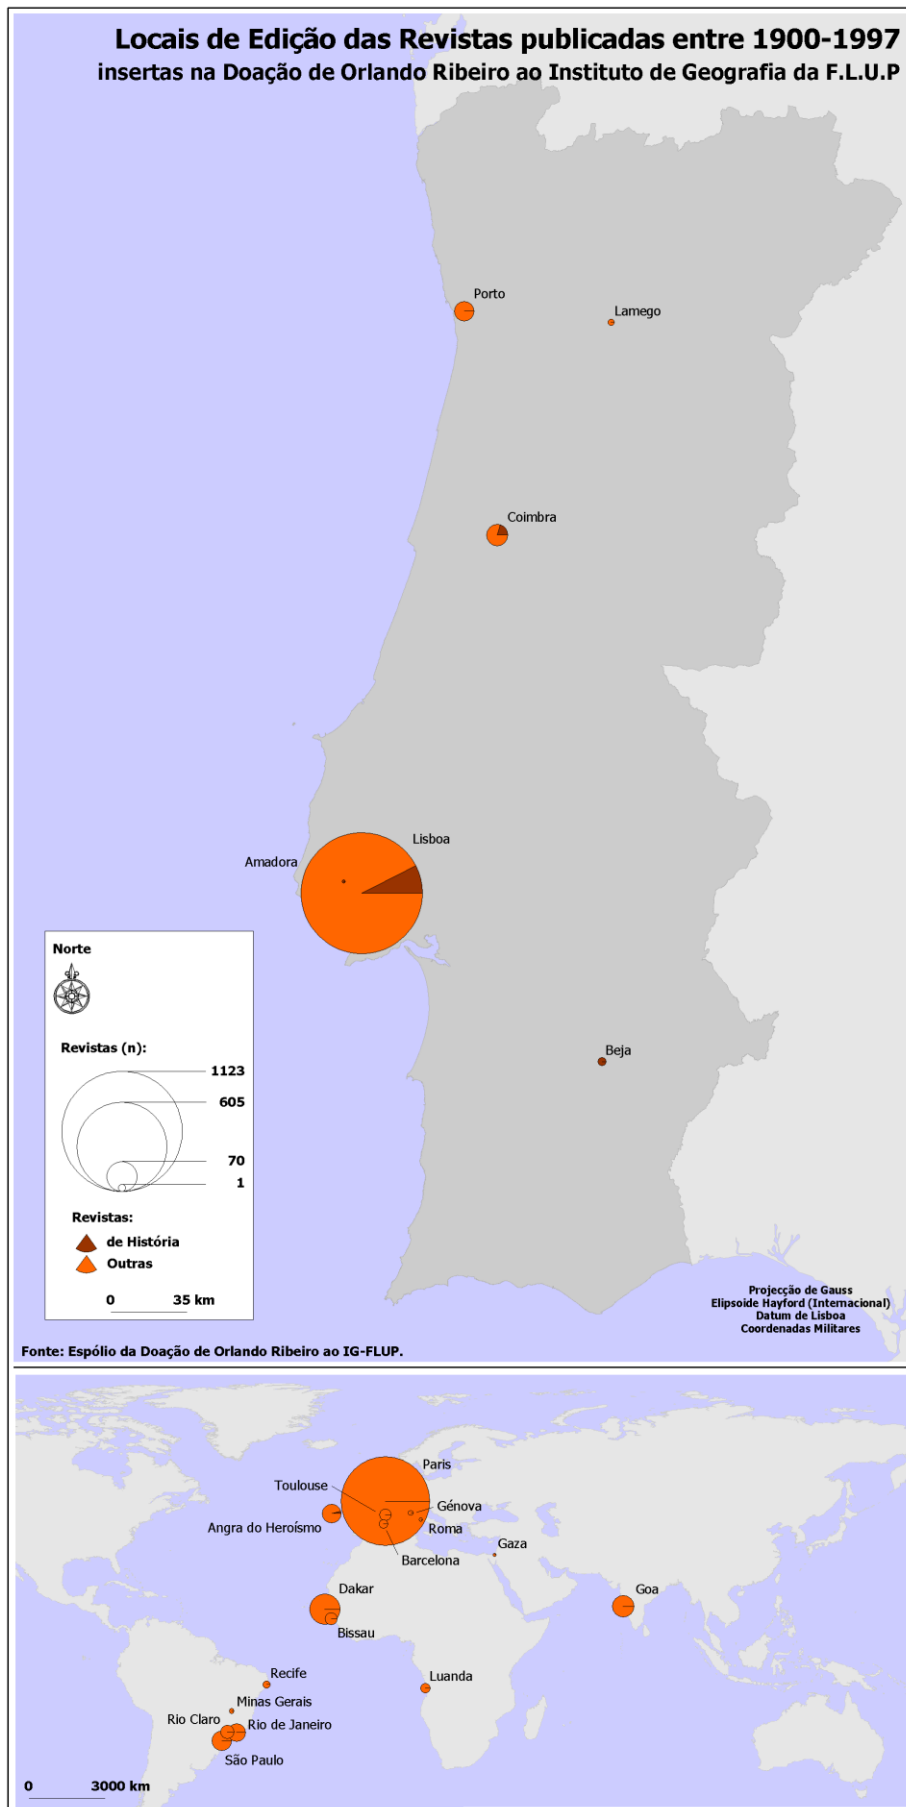 Locais de Edição das Revistas publicadas entre 1900-1997
insertas na Doação de Orlando Ribeiro ao Instituto de Geografia da F.L.U.P
Porto
Lamego
Coimbra
Lisboa
Amadora
Beja
Norte
Revistas (n):
1123
605
70
1
Revistas:
de História
Outras
0 35 km
Projecção de Gauss
Elipsoide Hayford (Internacional)
Datum de Lisboa
Coordenadas Militares
Fonte: Espólio da Doação de Orlando Ribeiro ao IG-FLUP.
Paris
Toulouse
Génova
Angra do Heroísmo
Roma
Gaza
Barcelona
Dakar
Goa
Bissau
Recife
Luanda
Minas Gerais
Rio Claro
Rio de Janeiro
São Paulo
0 3000 km